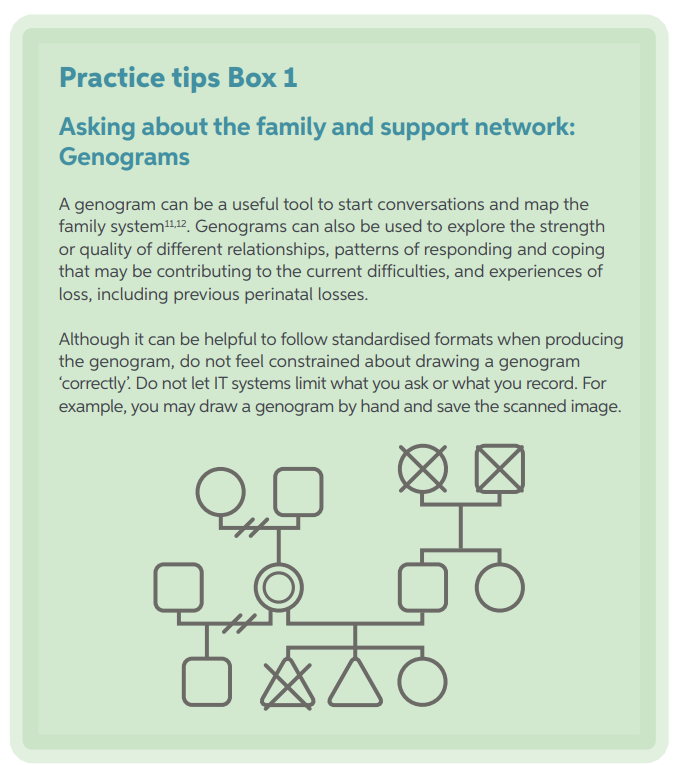 Practice tips Box 1
Asking about the family and support network:
Genograms
A genogram can be a useful tool to start conversations and map the
family system11,12. Genograms can also be used to explore the strength
or quality of different relationships, patterns of responding and coping
that may be contributing to the current difficulties, and experiences of
loss, including previous perinatal losses.
Although it can be helpful to follow standardised formats when producing
the genogram, do not feel constrained about drawing a genogram
‘correctly’. Do not let IT systems limit what you ask or what you record. For
example, you may draw a genogram by hand and save the scanned image.